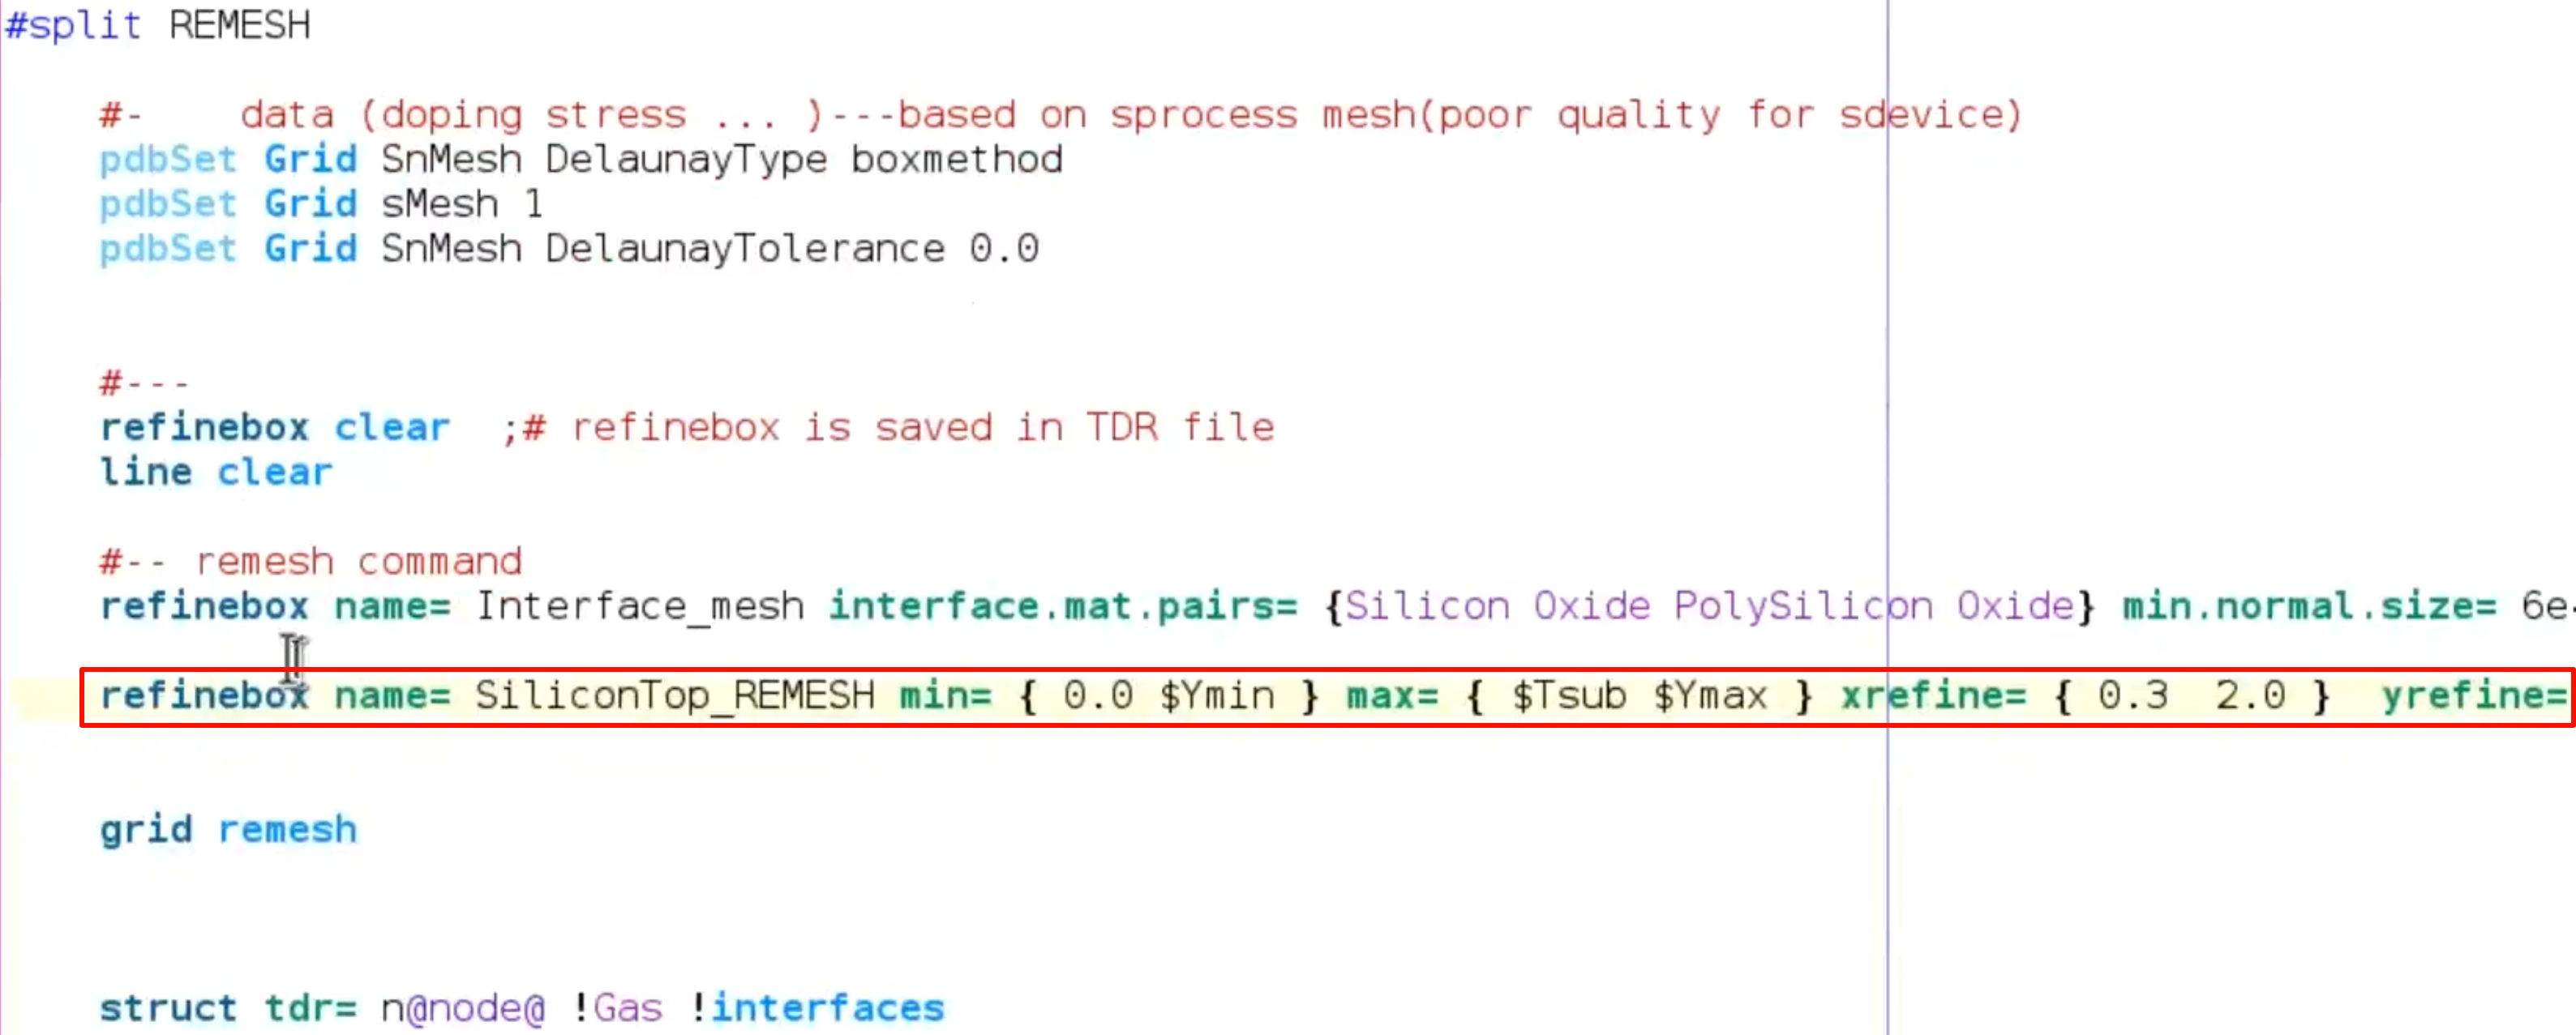 #split REMESH
#-    data (doping stress ... )---based on sprocess mesh(poor quality for sdevice)
pdbSet Grid SnMesh DelaunayType boxmethod
pdbSet Grid sMesh 1
pdbSet Grid SnMesh DelaunayTolerance 0.0
#---
refinebox clear  ;# refinebox is saved in TDR file
line clear
#-- remesh command
refinebox name= Interface_mesh interface.mat.pairs= {Silicon Oxide PolySilicon Oxide} min.normal.size= 6e-
refinebox name= SiliconTop_REMESH min= { 0.0 $Ymin } max= { $Tsub $Ymax } xrefine= { 0.3  2.0 }  yrefine=
grid remesh
struct tdr= n@node@ !Gas !interfaces